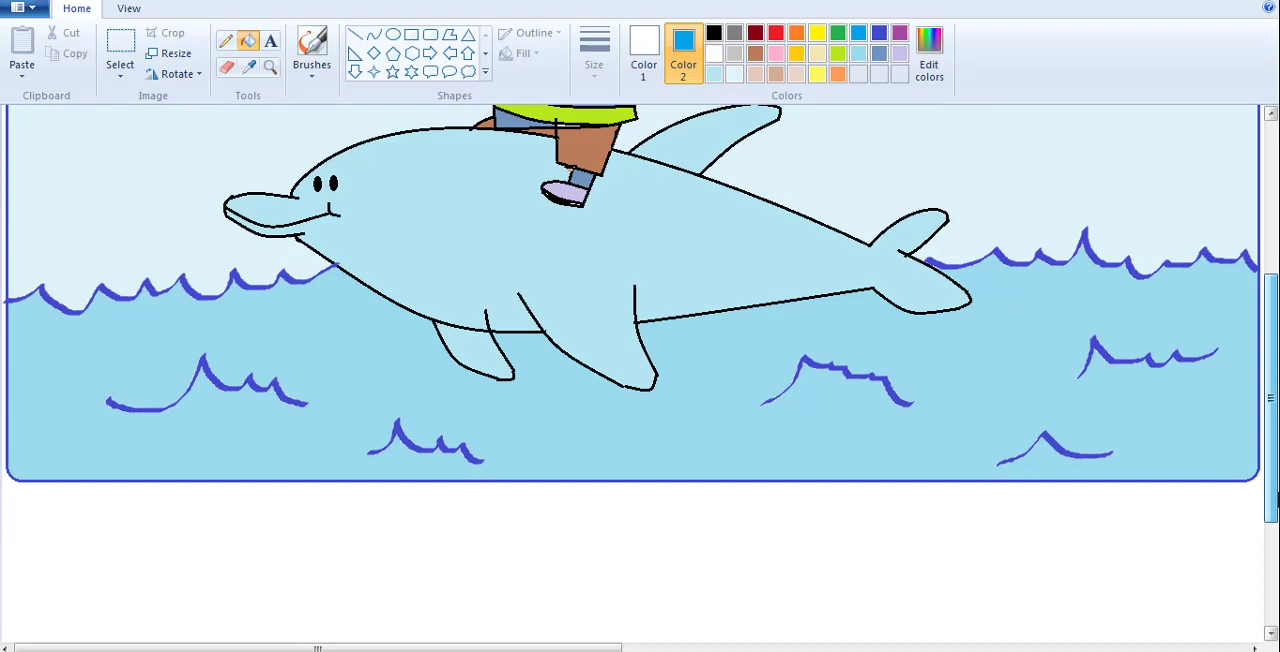 Home View
Paste
Cut
Copy
Clipboard
Select
Crop
Resize
Rotate
Image
A
Tools
Brushes
Shapes
Outline
Fill
Size
Color 1
Color 2
Edit colors
Colors